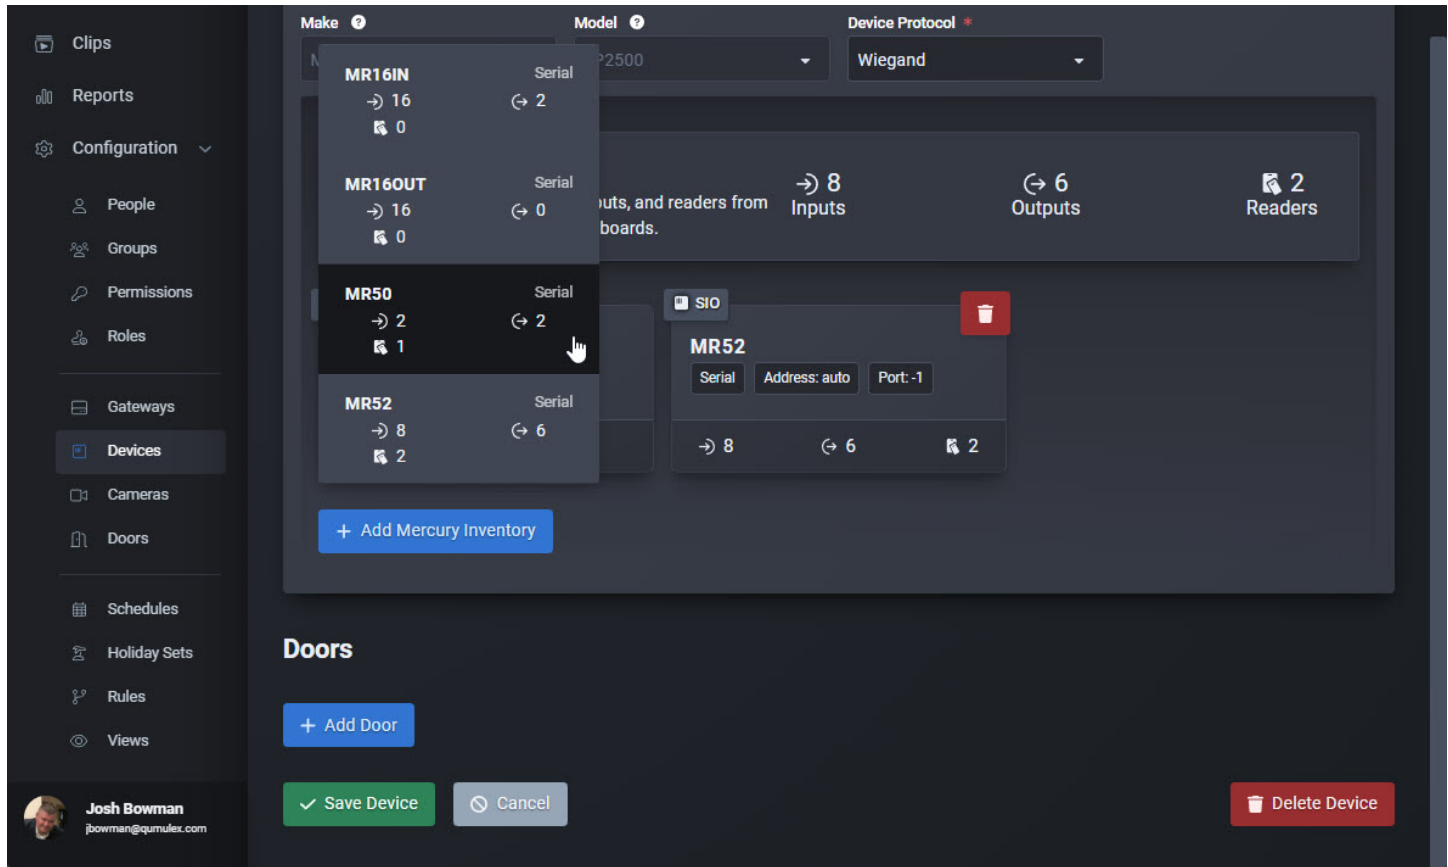 Clips
Reports
Configuration
People
Groups
Permissions
Roles
Gateways
Devices
Cameras
Doors
Schedules
Holiday Sets
Rules
Views
Josh Bowman
jbowman@qumulex.com
Make
Model
Device Protocol *
Wiegand
MR16IN Serial
16 2
0
MR16OUT Serial
16 0
0
MR50 Serial
2 2
1
MR52 Serial
8 6
2
and readers from
boards.
8
Inputs
6
Outputs
2
Readers
SIO
MR52
Serial Address: auto Port: -1
8 6 2
+ Add Mercury Inventory
Doors
+ Add Door
Save Device Cancel Delete Device